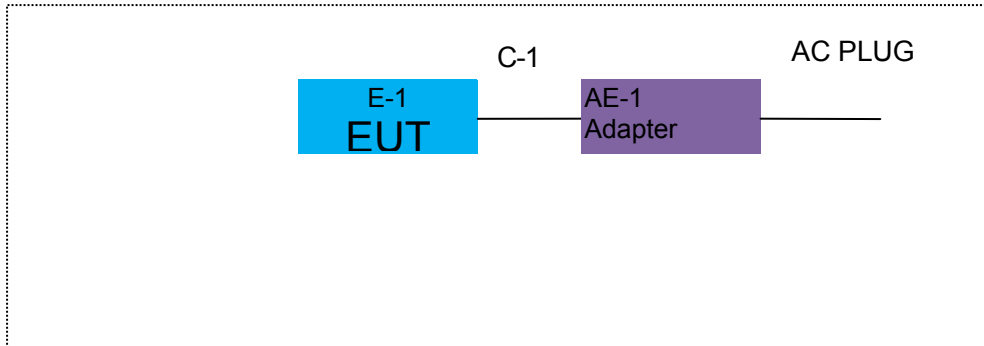 C-1
AC PLUG
E-1
EUT
AE-1
Adapter